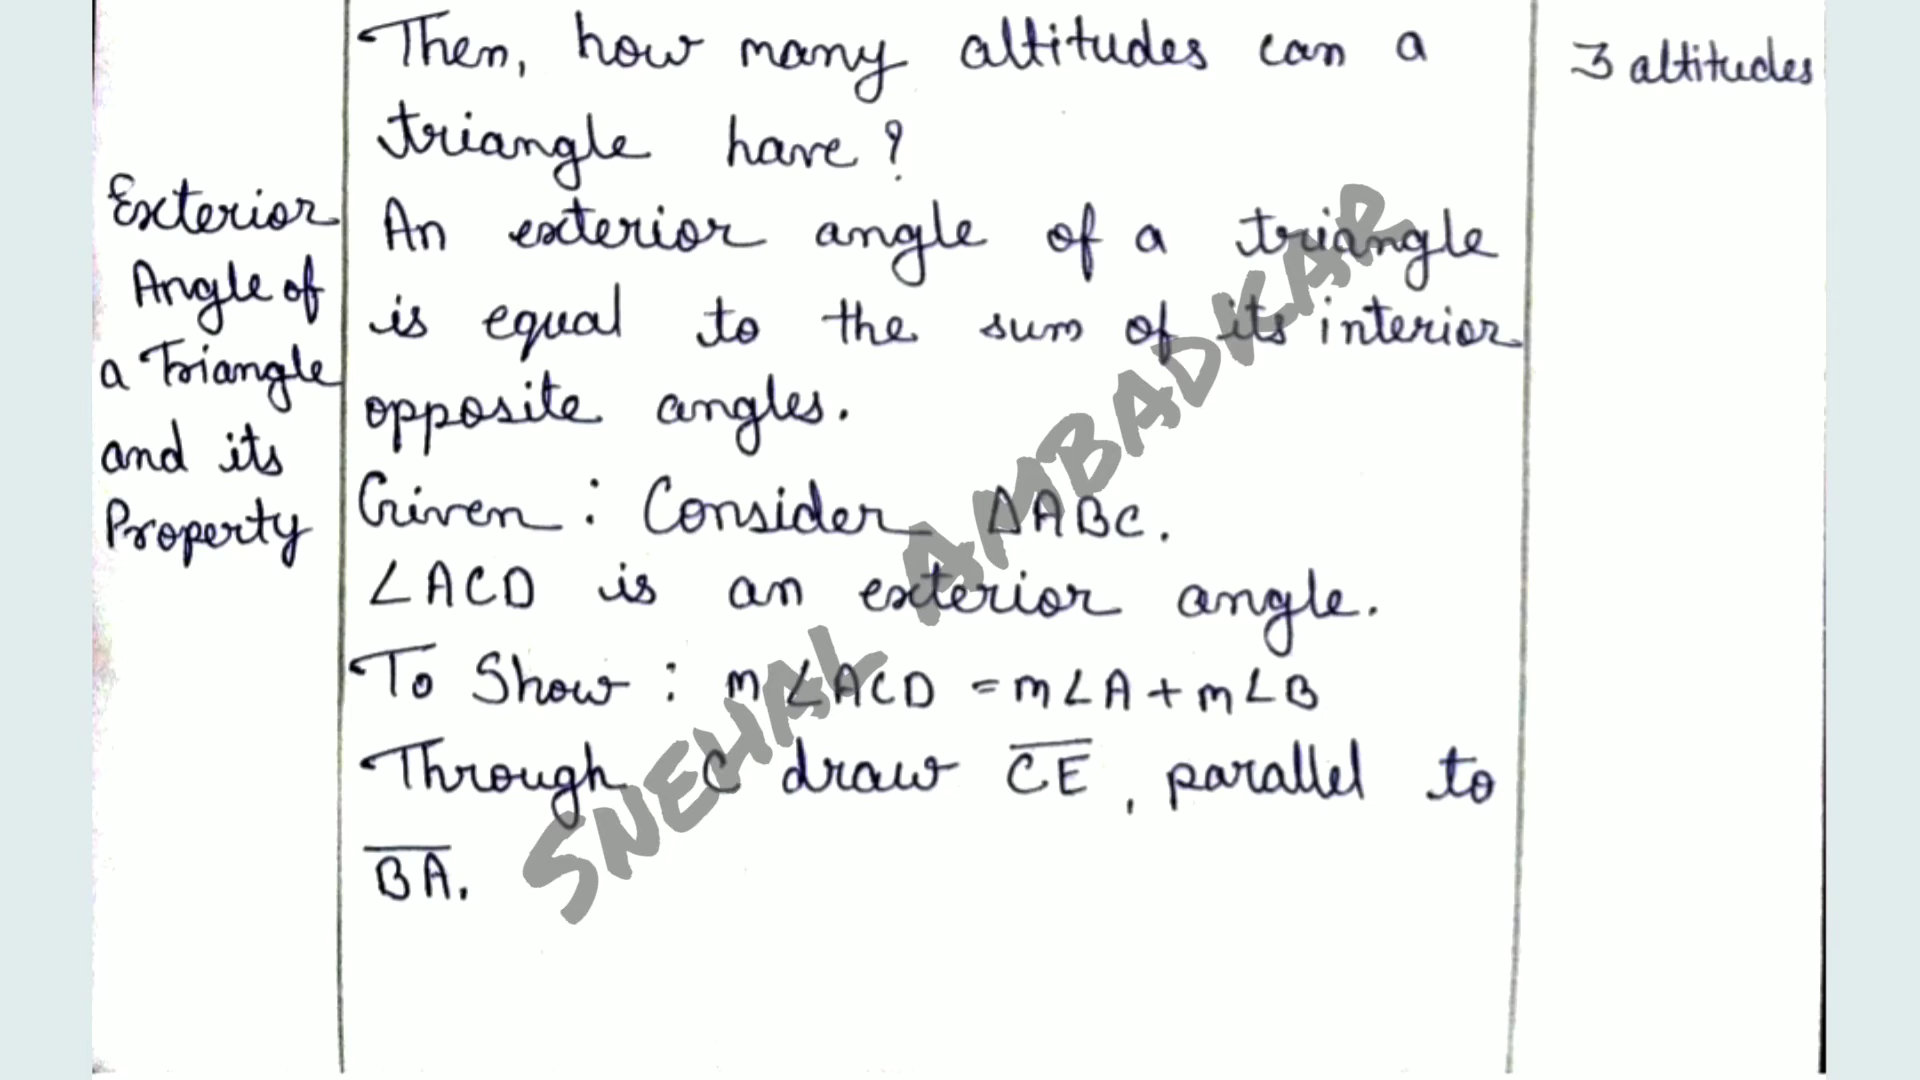 Then, how many altitudes can a
triangle have?
3 altitudes
Exterior
Angle of
a Triangle
and its
Property
An exterior angle of a triangle
is equal to the sum of its interior
opposite angles.
Given : Consider ΔABC.
∠ACD is an exterior angle.
To Show : m∠ACD = m∠A + m∠B
Through C draw C̅E̅, parallel to
B̅A̅.
SNEHAL AMBADKAR